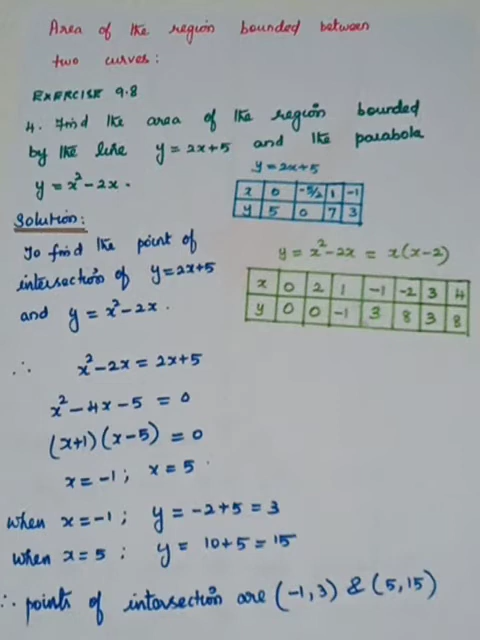 Area of the region bounded between
two curves:
EXERCISE 9.8
4. Find the area of the region bounded
by the line y = 2x+5 and the parabola
y = x² - 2x.
y = 2x+5
x 0 -5/2 1 -1
y 5 0 7 3
Solution:
To find the point of
intersection of y = 2x+5
and y = x² - 2x.
y = x² - 2x = x(x-2)
x 0 2 1 -1 -2 3 4
y 0 0 -1 3 8 3 8
∴ x² - 2x = 2x+5
x² - 4x - 5 = 0
(x+1)(x-5) = 0
x = -1; x = 5
when x = -1; y = -2+5 = 3
when x = 5; y = 10+5 = 15
∴ points of intersection are (-1,3) & (5,15)